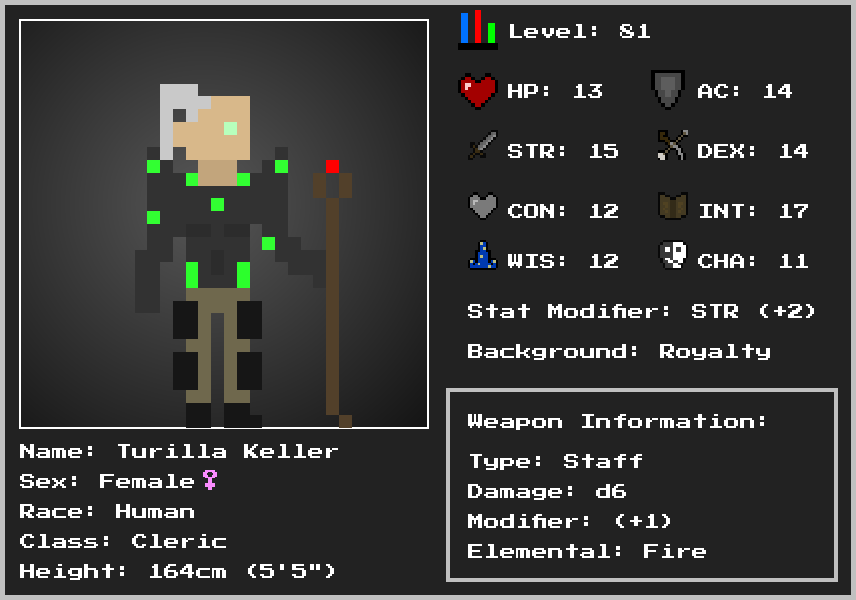 Level: 81
HP: 13
AC: 14
STR: 15
DEX: 14
CON: 12
INT: 17
WIS: 12
CHA: 11
Stat Modifier: STR (+2)
Background: Royalty
Weapon Information:
Type: Staff
Damage: d6
Modifier: (+1)
Elemental: Fire
Name: Turilla Keller
Sex: Female♀
Race: Human
Class: Cleric
Height: 164cm (5'5")